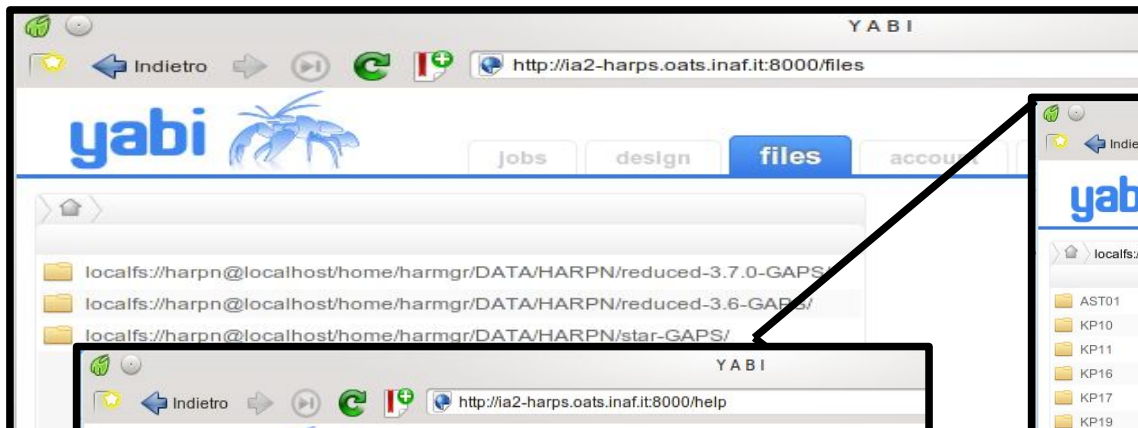 YABI
Indietro
http://ia2-harps.oats.inaf.it:8000/files
yabi
jobs design files account
localfs://harpn@localhost/home/harmgr/DATA/HARPN/reduced-3.7.0-GAPS/
localfs://harpn@localhost/home/harmgr/DATA/HARPN/reduced-3.6-GAPS/
localfs://harpn@localhost/home/harmgr/DATA/HARPN/star-GAPS/
YABI
Indietro
http://ia2-harps.oats.inaf.it:8000/help
Indie
yab
localfs:/
AST01
KP10
KP11
KP16
KP17
KP19